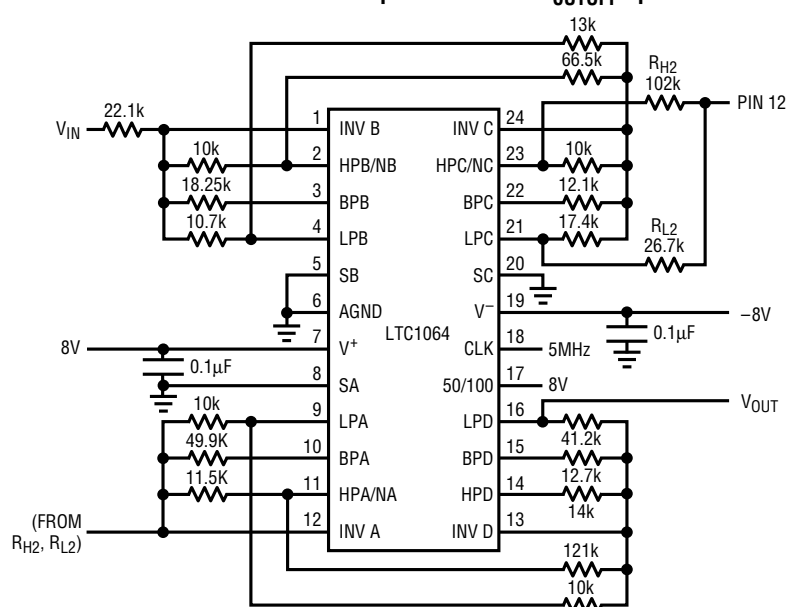 CUTOFF
13k
66.5k
RH2
102k
PIN 12
22.1k
VIN
1
INV B
INV C
24
10k
2
HPB/NB
HPC/NC
23
10k
18.25k
3
BPB
BPC
22
12.1k
10.7k
4
LPB
LPC
21
17.4k
RL2
26.7k
5
SB
SC
20
6
AGND
V–
19
–8V
LTC1064
0.1µF
8V
7
V+
CLK
18
5MHz
0.1µF
8
SA
50/100
17
8V
10k
9
LPA
LPD
16
VOUT
49.9K
10
BPA
BPD
15
41.2k
11.5K
11
HPA/NA
HPD
14
12.7k
14k
(FROM
RH2, RL2)
12
INV A
INV D
13
121k
10k